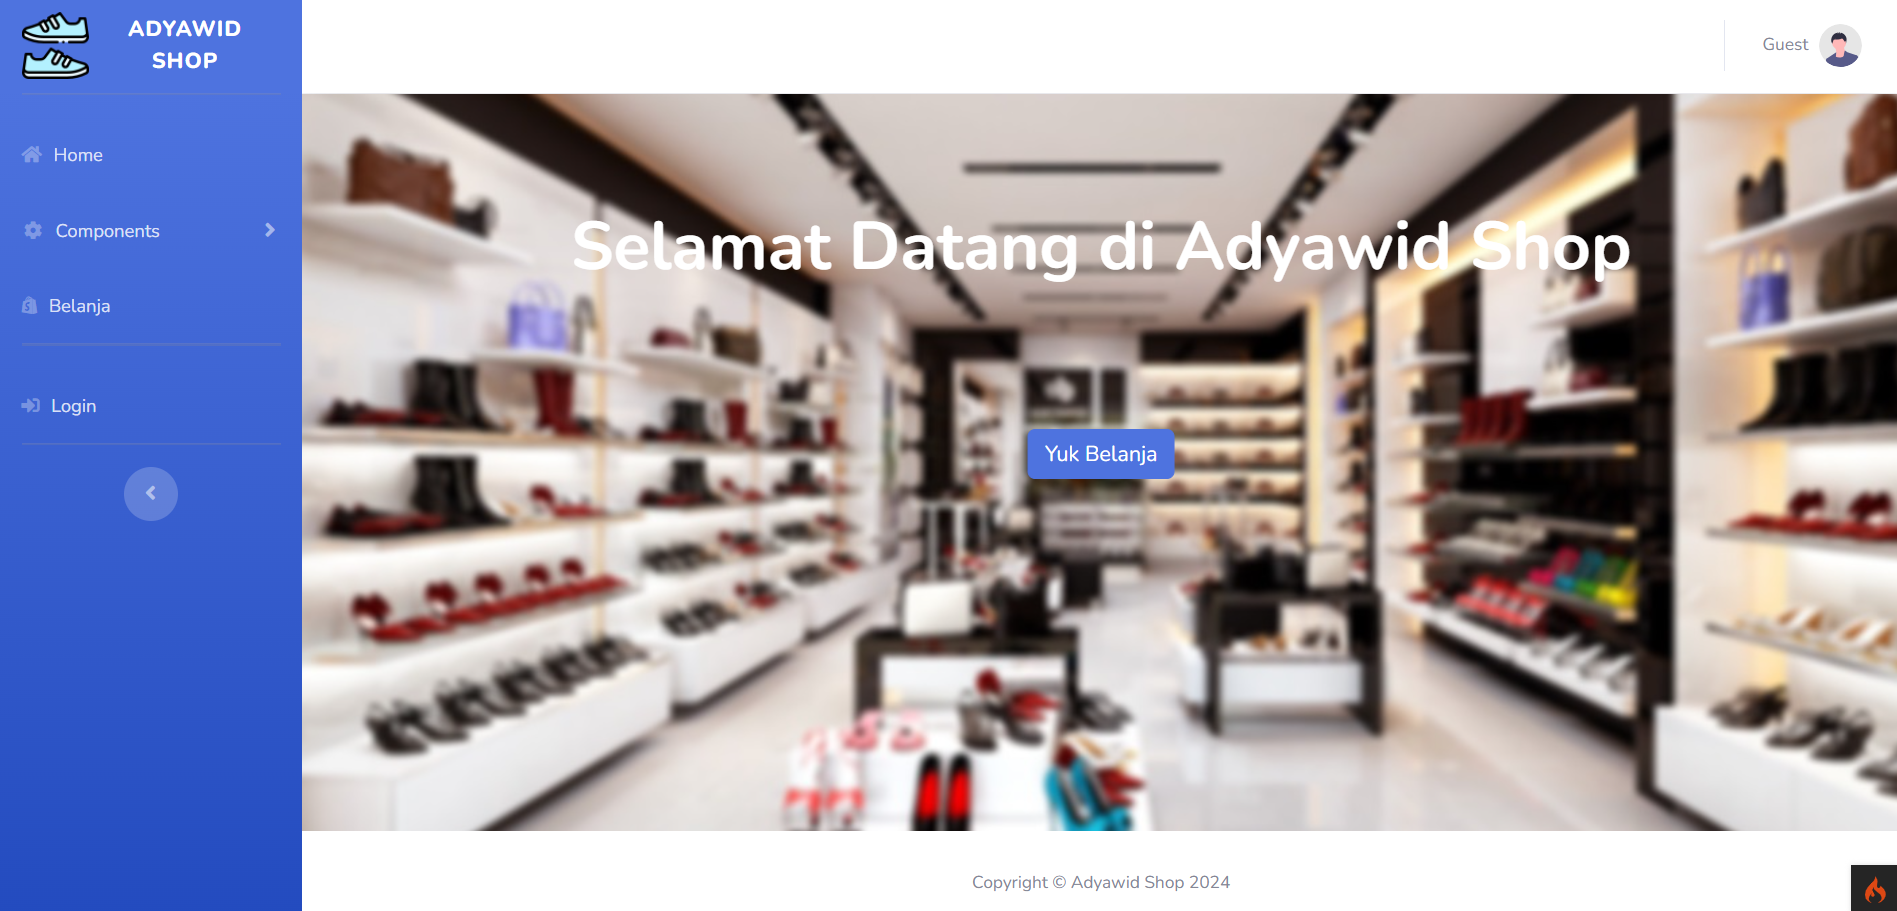 ADYAWID
SHOP
Guest
Home
Components
Belanja
Login
Selamat Datang di Adyawid Shop
Yuk Belanja
Copyright © Adyawid Shop 2024